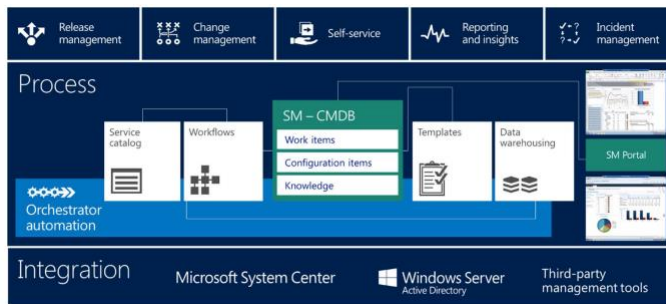 Release
management
Change
management
Self-service
Reporting
and insights
Incident
management
Process
SM – CMDB
Work items
Configuration items
Knowledge
Service
catalog
Workflows
Templates
Data
warehousing
SM Portal
Orchestrator
automation
Integration
Microsoft System Center
Windows Server
Active Directory
Third-party
management tools